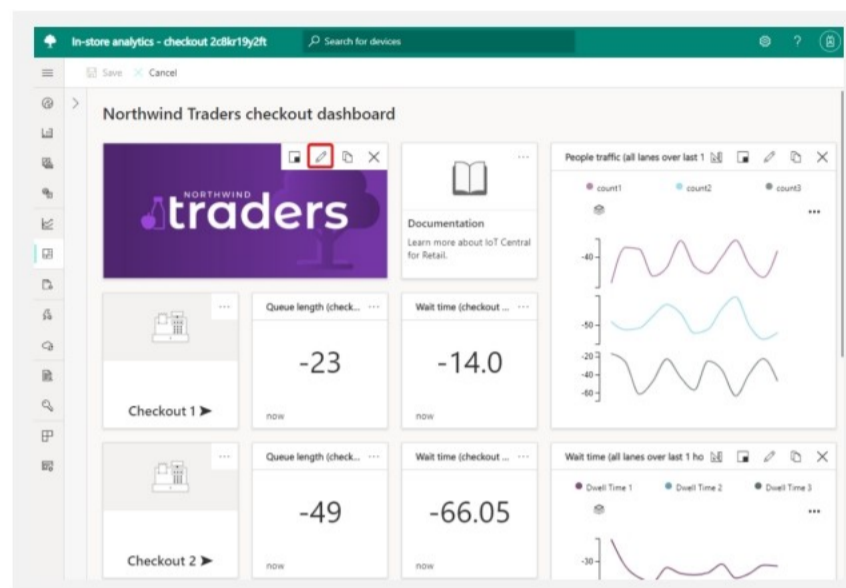 In-store analytics - checkout 2c8kr19y2ft
Search for devices
?
Save
Cancel
Northwind Traders checkout dashboard
NORTHWIND
traders
Documentation
Learn more about IoT Central
for Retail.
People traffic (all lanes over last 1
count1 count2 count3
-40
-50
-20
-40
-60
Checkout 1
Queue length (check...
-23
now
Wait time (checkout ...
-14.0
now
Checkout 2
Queue length (check...
-49
now
Wait time (checkout ...
-66.05
now
Wait time (all lanes over last 1 ho
Dwell Time 1 Dwell Time 2 Dwell Time 3
-30